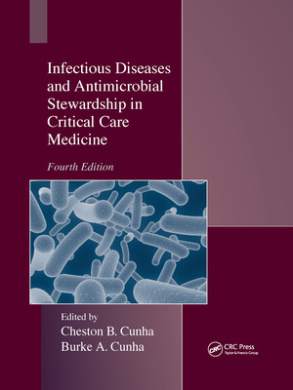 Infectious Diseases
and Antimicrobial
Stewardship in
Critical Care
Medicine
Fourth Edition
Edited by
Cheston B. Cunha
Burke A. Cunha
CRC Press
Taylor & Francis Group